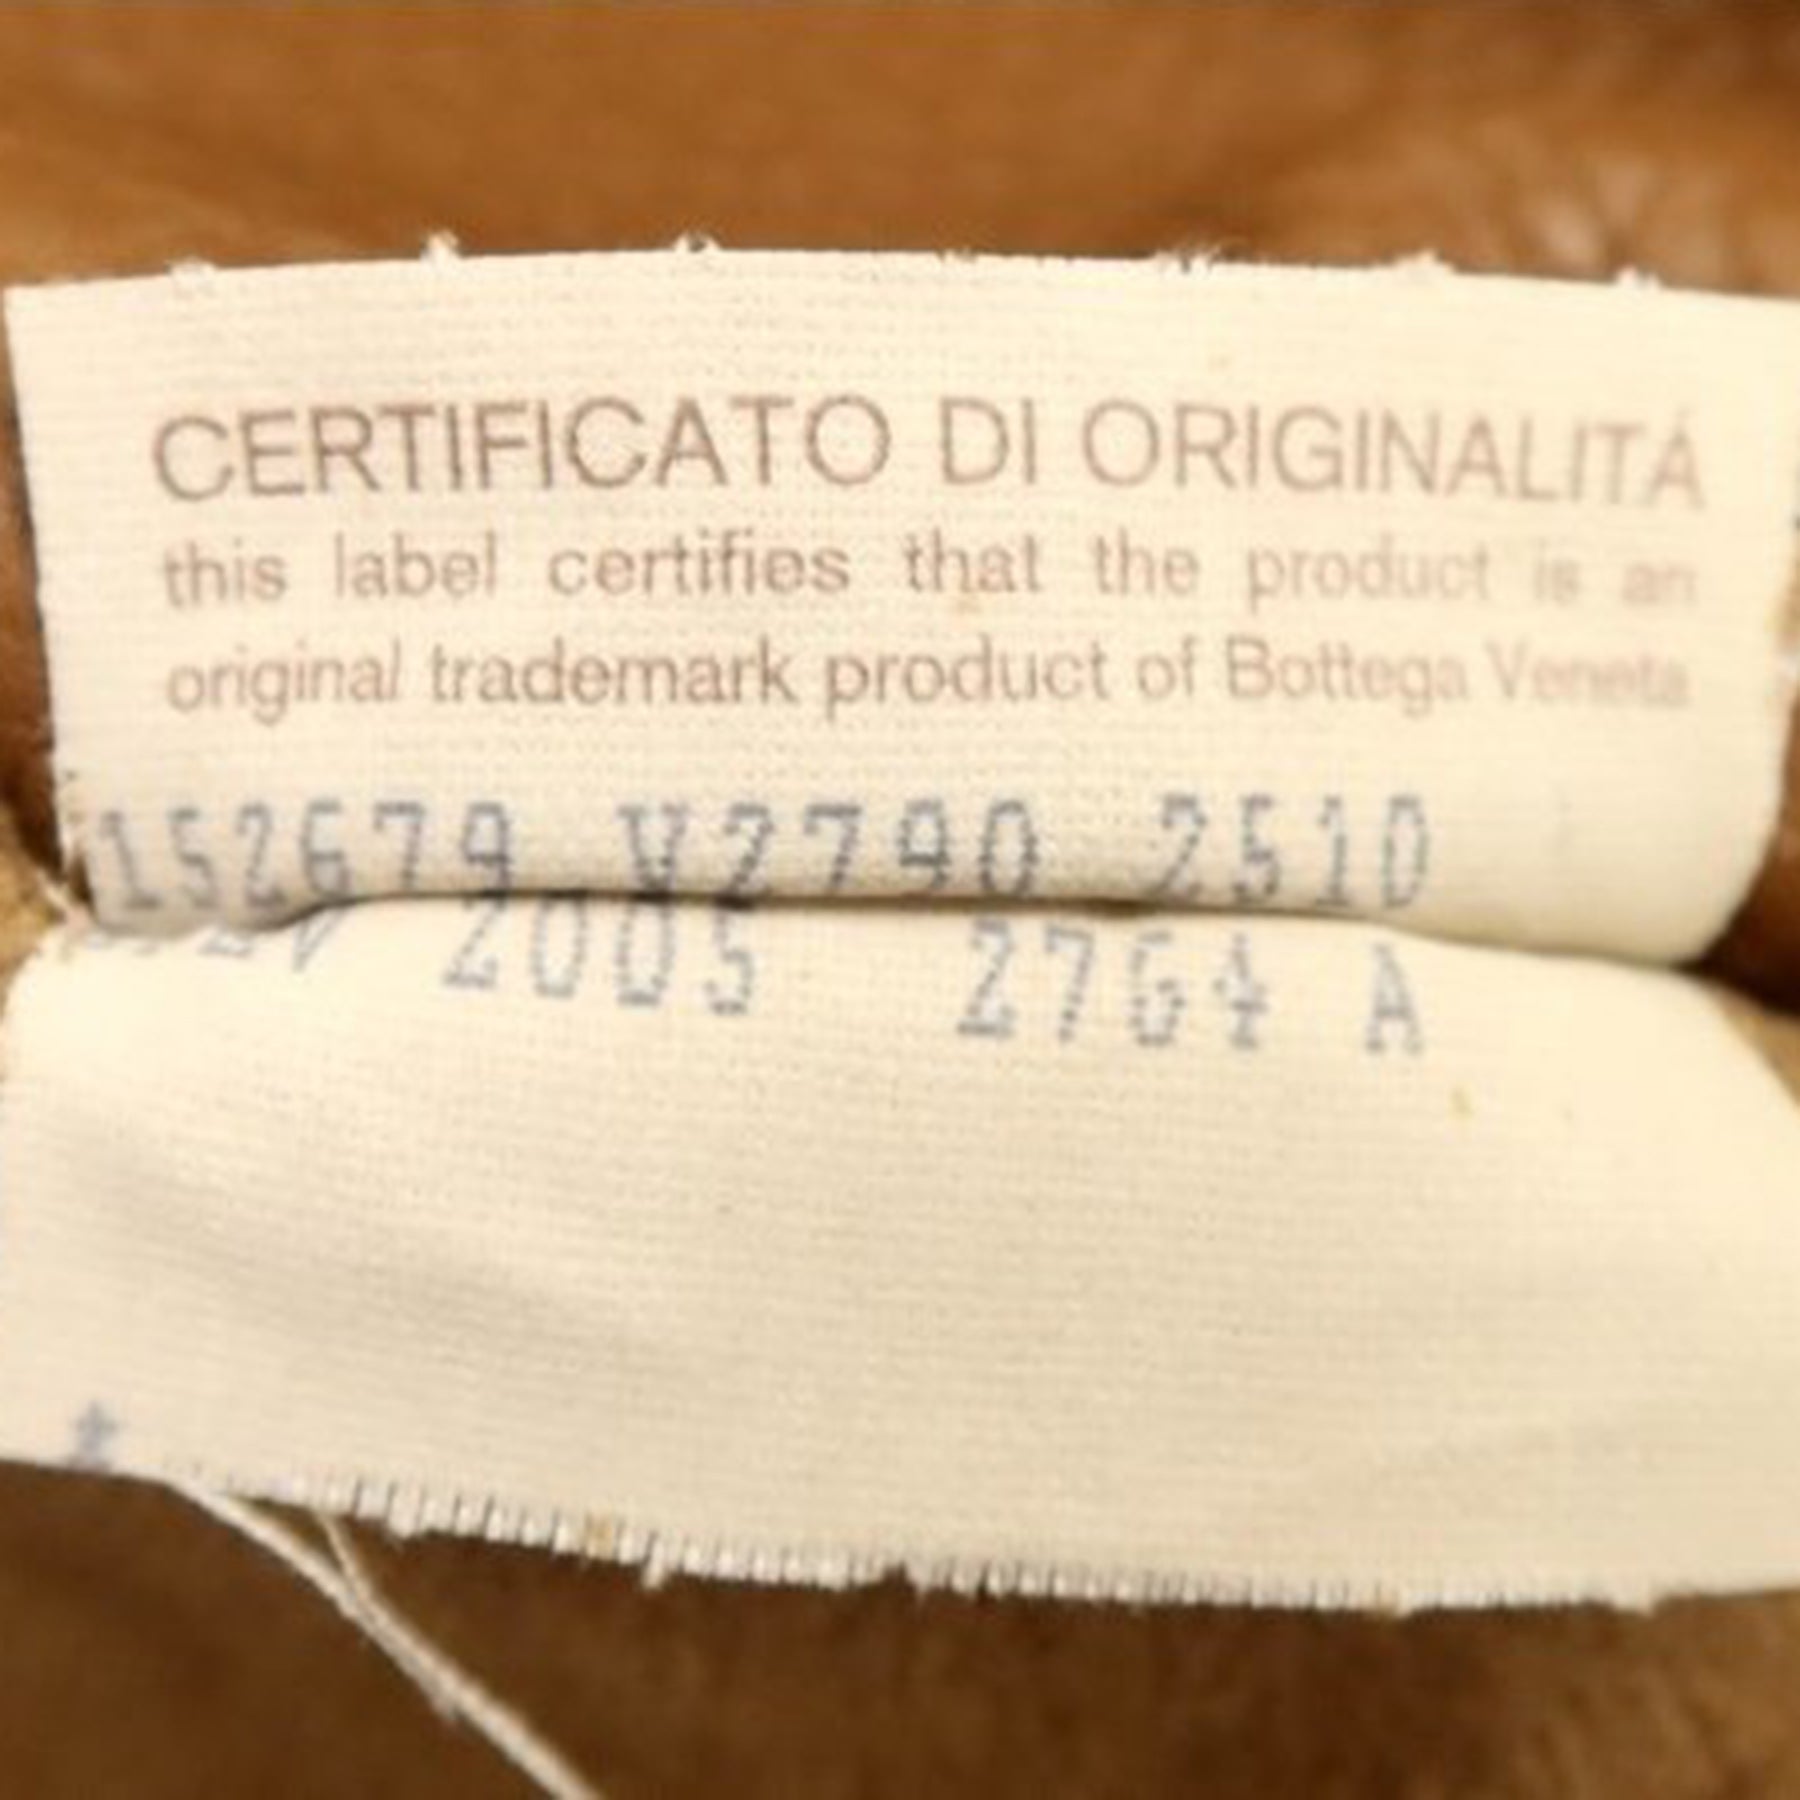 CERTIFICATO DI ORIGINALITÁ
this label certifies that the product is an
original trademark product of Bottega Veneta
152679 V2790 2510
2005 2764 A